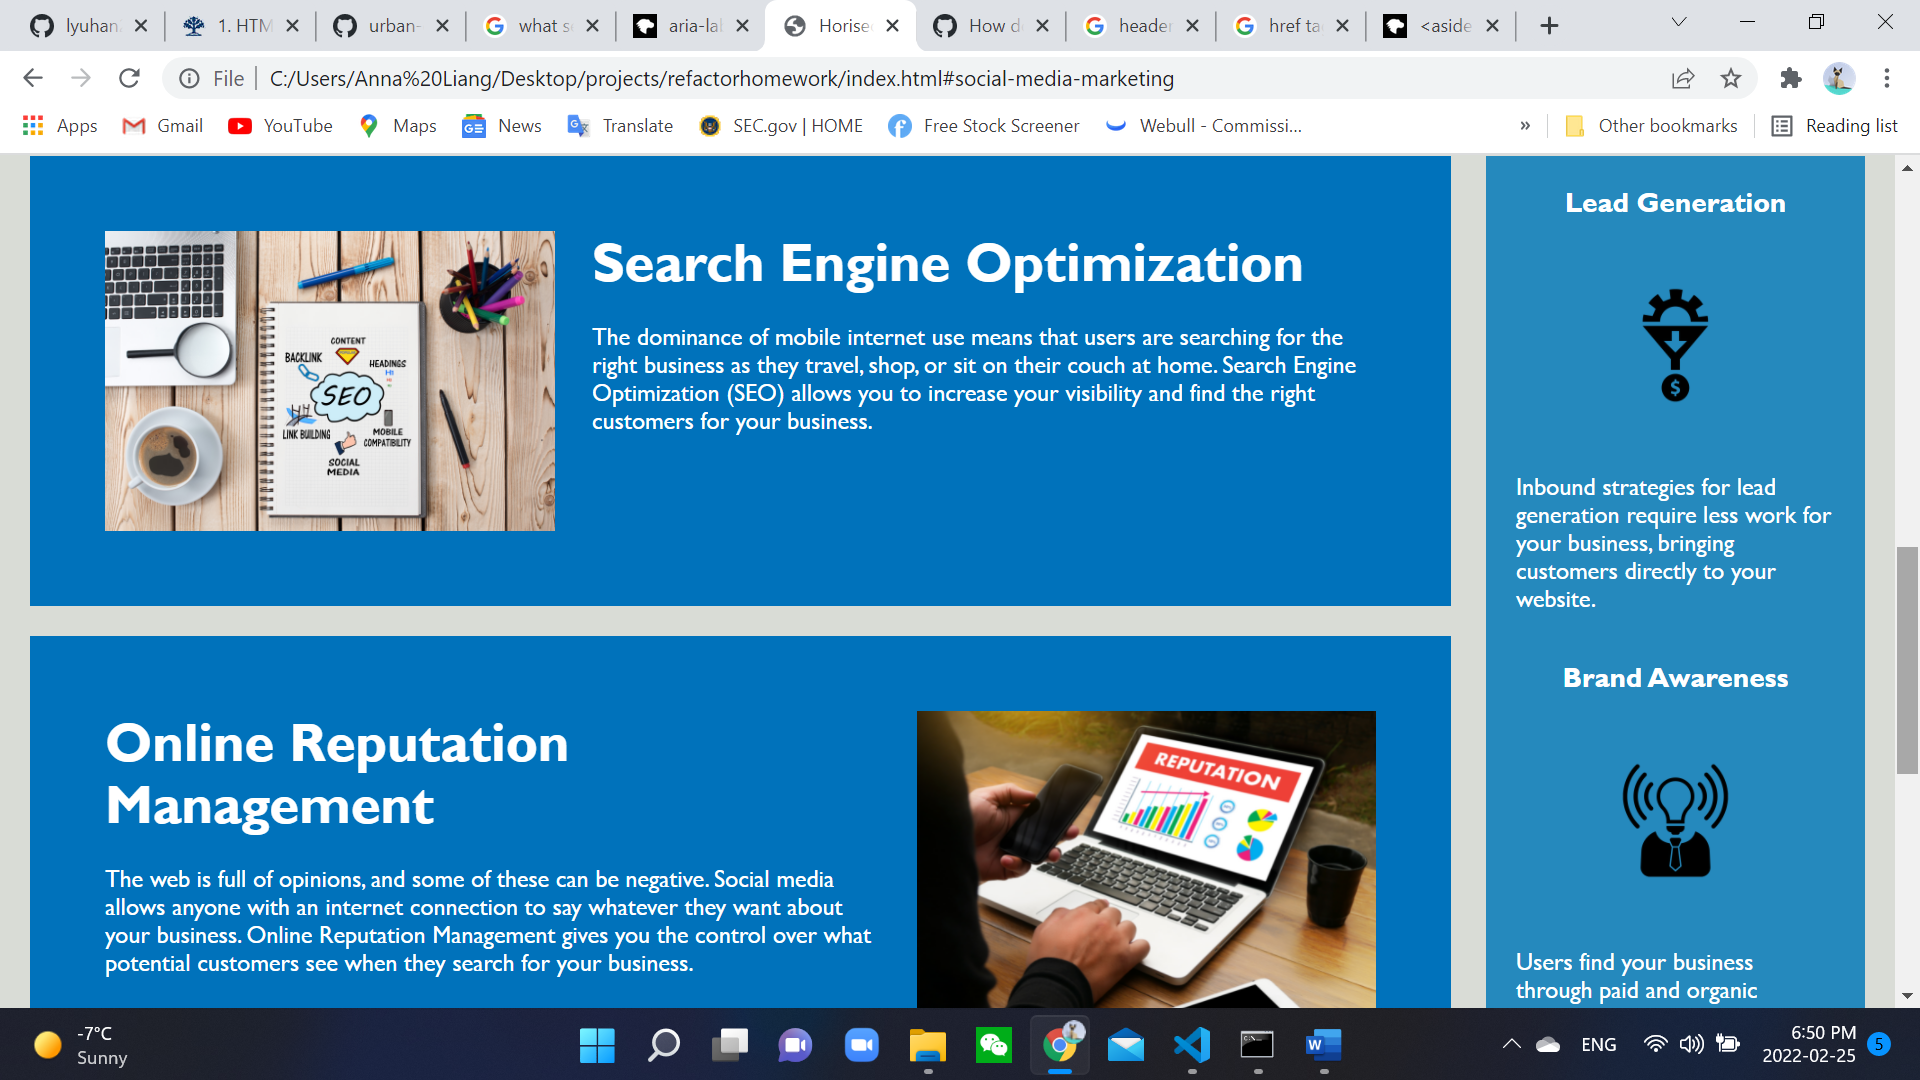 lyuhan
1. HTM
urban-
what s
aria-la
Horise
How d
header
href ta
<aside
File
C:/Users/Anna%20Liang/Desktop/projects/refactorhomework/index.html#social-media-marketing
Apps
Gmail
YouTube
Maps
News
Translate
SEC.gov | HOME
Free Stock Screener
Webull - Commissi...
»
Other bookmarks
Reading list
Search Engine Optimization
The dominance of mobile internet use means that users are searching for the
right business as they travel, shop, or sit on their couch at home. Search Engine
Optimization (SEO) allows you to increase your visibility and find the right
customers for your business.
CONTENT
BACKLINK
HEADINGS
H1
SEO
LINK BUILDING
MOBILE
COMPATIBILITY
SOCIAL
MEDIA
Online Reputation
Management
The web is full of opinions, and some of these can be negative. Social media
allows anyone with an internet connection to say whatever they want about
your business. Online Reputation Management gives you the control over what
potential customers see when they search for your business.
REPUTATION
Lead Generation
$
Inbound strategies for lead
generation require less work for
your business, bringing
customers directly to your
website.
Brand Awareness
Users find your business
through paid and organic
-7°C
Sunny
ENG
6:50 PM
2022-02-25
5